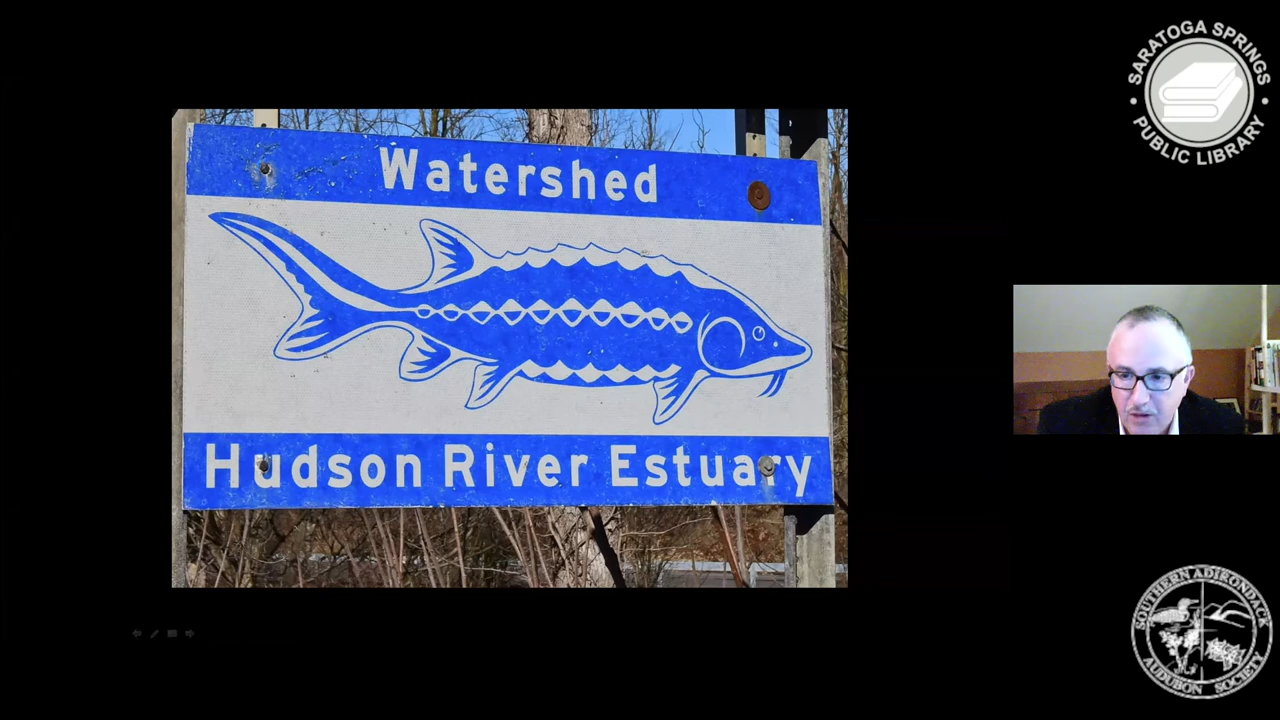 Watershed
Hudson River Estuary
SARATOGA SPRINGS
PUBLIC LIBRARY
SOUTHERN ADIRONDACK
AUDUBON SOCIETY